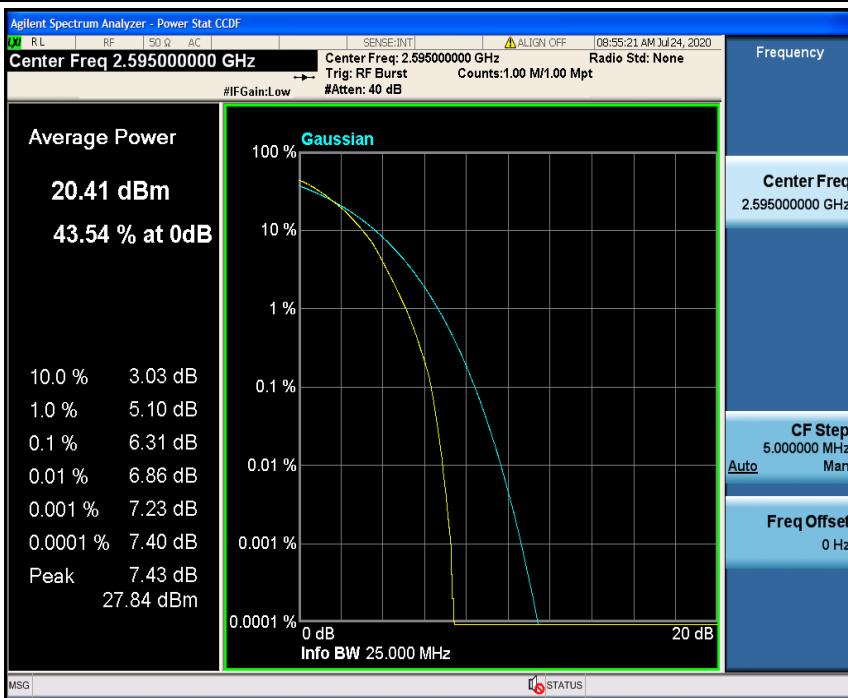 Agilent Spectrum Analyzer - Power Stat CCDF
LXI RL RF 50 Ω AC SENSE:INT ALIGN OFF 08:55:21 AM Jul 24, 2020
Center Freq 2.595000000 GHz
Center Freq: 2.595000000 GHz Radio Std: None
Trig: RF Burst Counts:1.00 M/1.00 Mpt
#IFGain:Low #Atten: 40 dB
Frequency
Average Power
20.41 dBm
43.54 % at 0dB
10.0 % 3.03 dB
1.0 % 5.10 dB
0.1 % 6.31 dB
0.01 % 6.86 dB
0.001 % 7.23 dB
0.0001 % 7.40 dB
Peak 7.43 dB
27.84 dBm
Gaussian
100 %
10 %
1 %
0.1 %
0.01 %
0.001 %
0.0001 %
0 dB 20 dB
Info BW 25.000 MHz
Center Freq
2.595000000 GHz
CF Step
5.000000 MHz
Auto Man
Freq Offset
0 Hz
MSG STATUS